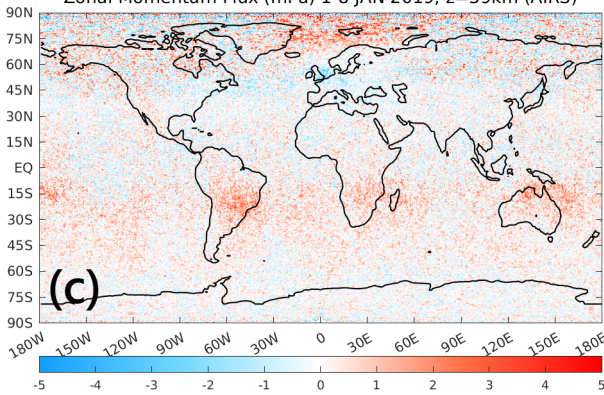 Zonal Momentum Flux (mPa) 1-8 JAN 2019, z=39km (AIRS)
90N
75N
60N
45N
30N
15N
EQ
15S
30S
45S
60S
75S
90S
(c)
180W 150W 120W 90W 60W 30W 0 30E 60E 90E 120E 150E 180E
-5 -4 -3 -2 -1 0 1 2 3 4 5